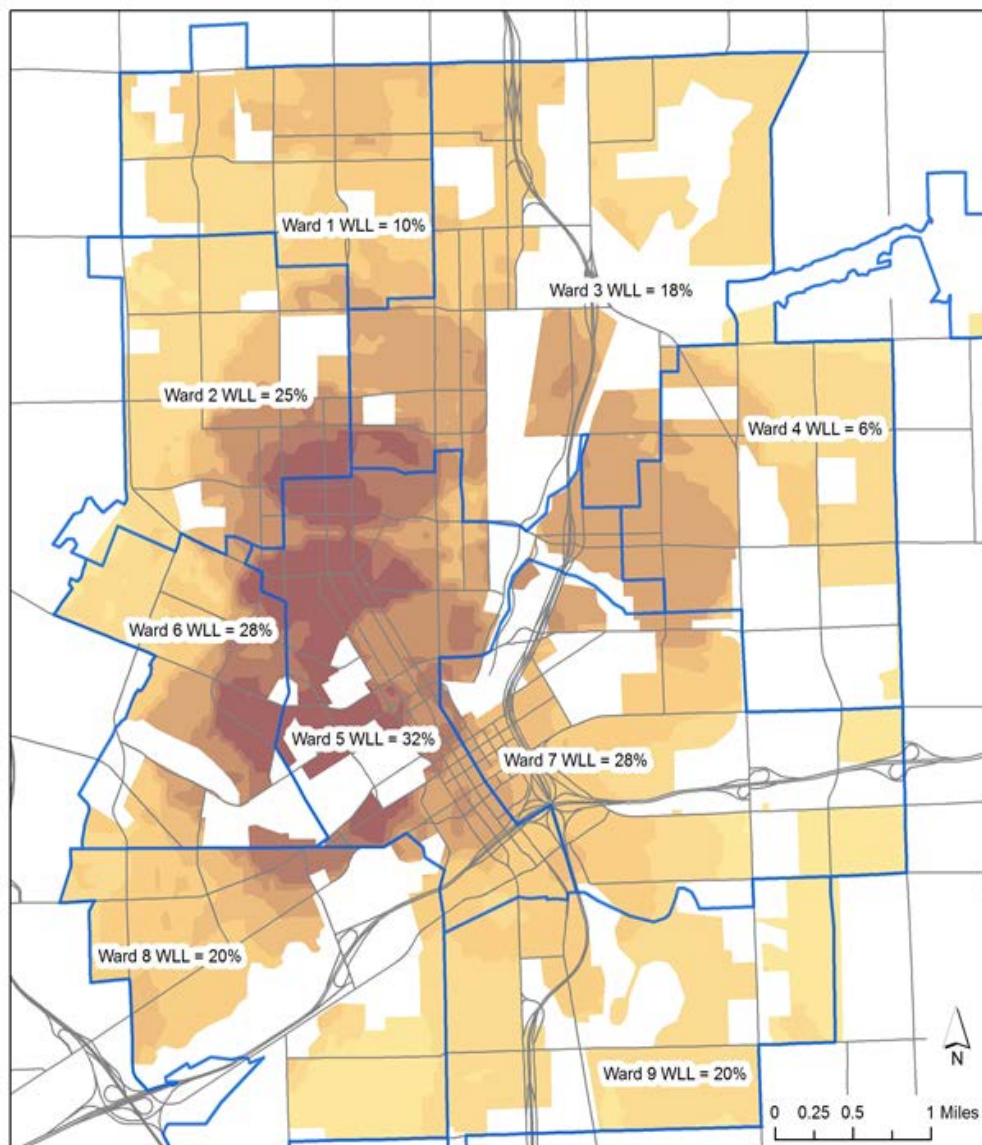 Ward 1 WLL = 10%
Ward 3 WLL = 18%
Ward 2 WLL = 25%
Ward 4 WLL = 6%
Ward 6 WLL = 28%
Ward 5 WLL = 32%
Ward 7 WLL = 28%
Ward 8 WLL = 20%
N
Ward 9 WLL = 20%
0 0.25 0.5 1 Miles